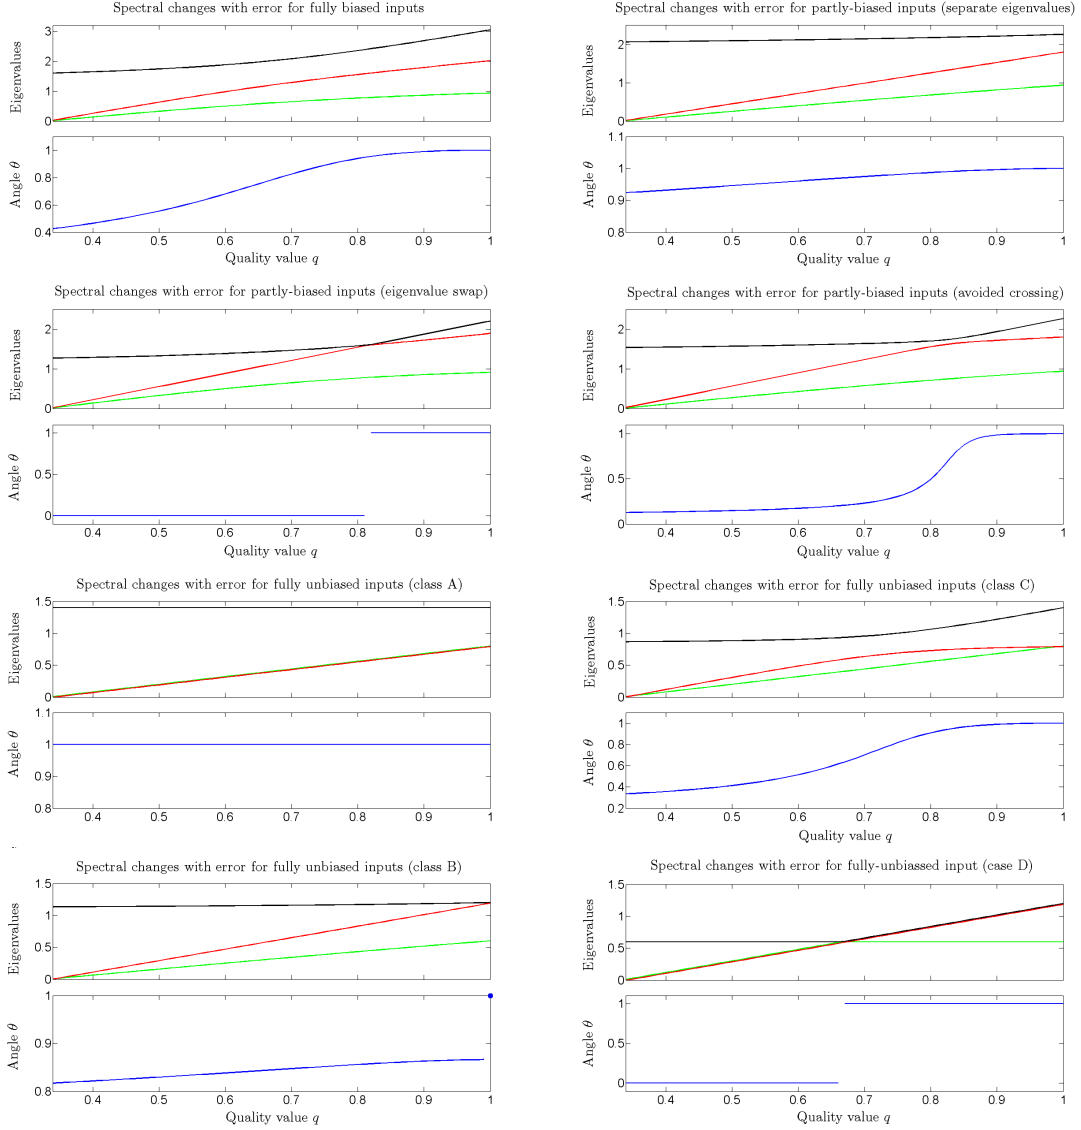 Spectral changes with error for fully biased inputs
3
2
1
0
Eigenvalues
1
0.8
0.6
0.4
Angle θ
0.4 0.5 0.6 0.7 0.8 0.9 1
Quality value q
Spectral changes with error for partly-biased inputs (separate eigenvalues)
2
1
0
Eigenvalues
1.1
1
0.9
0.8
Angle θ
0.4 0.5 0.6 0.7 0.8 0.9 1
Quality value q
Spectral changes with error for partly-biased inputs (eigenvalue swap)
2
1
0
Eigenvalues
1
0.5
0
Angle θ
0.4 0.5 0.6 0.7 0.8 0.9 1
Quality value q
Spectral changes with error for partly-biased inputs (avoided crossing)
2
1
0
Eigenvalues
1
0.5
0
Angle θ
0.4 0.5 0.6 0.7 0.8 0.9 1
Quality value q
Spectral changes with error for fully unbiased inputs (class A)
1.5
1
0.5
0
Eigenvalues
1.1
1
0.9
0.8
Angle θ
0.4 0.5 0.6 0.7 0.8 0.9 1
Spectral changes with error for fully unbiased inputs (class C)
1.5
1
0.5
0
Eigenvalues
1
0.8
0.6
0.4
0.2
Angle θ
0.4 0.5 0.6 0.7 0.8 0.9 1
Quality value q
Spectral changes with error for fully unbiased inputs (class B)
1.5
1
0.5
0
Eigenvalues
1
0.9
0.8
Angle θ
0.4 0.5 0.6 0.7 0.8 0.9 1
Quality value q
Spectral changes with error for fully-unbiassed input (case D)
1.5
1
0.5
0
Eigenvalues
1
0.5
0
Angle θ
0.4 0.5 0.6 0.7 0.8 0.9 1
Quality value q